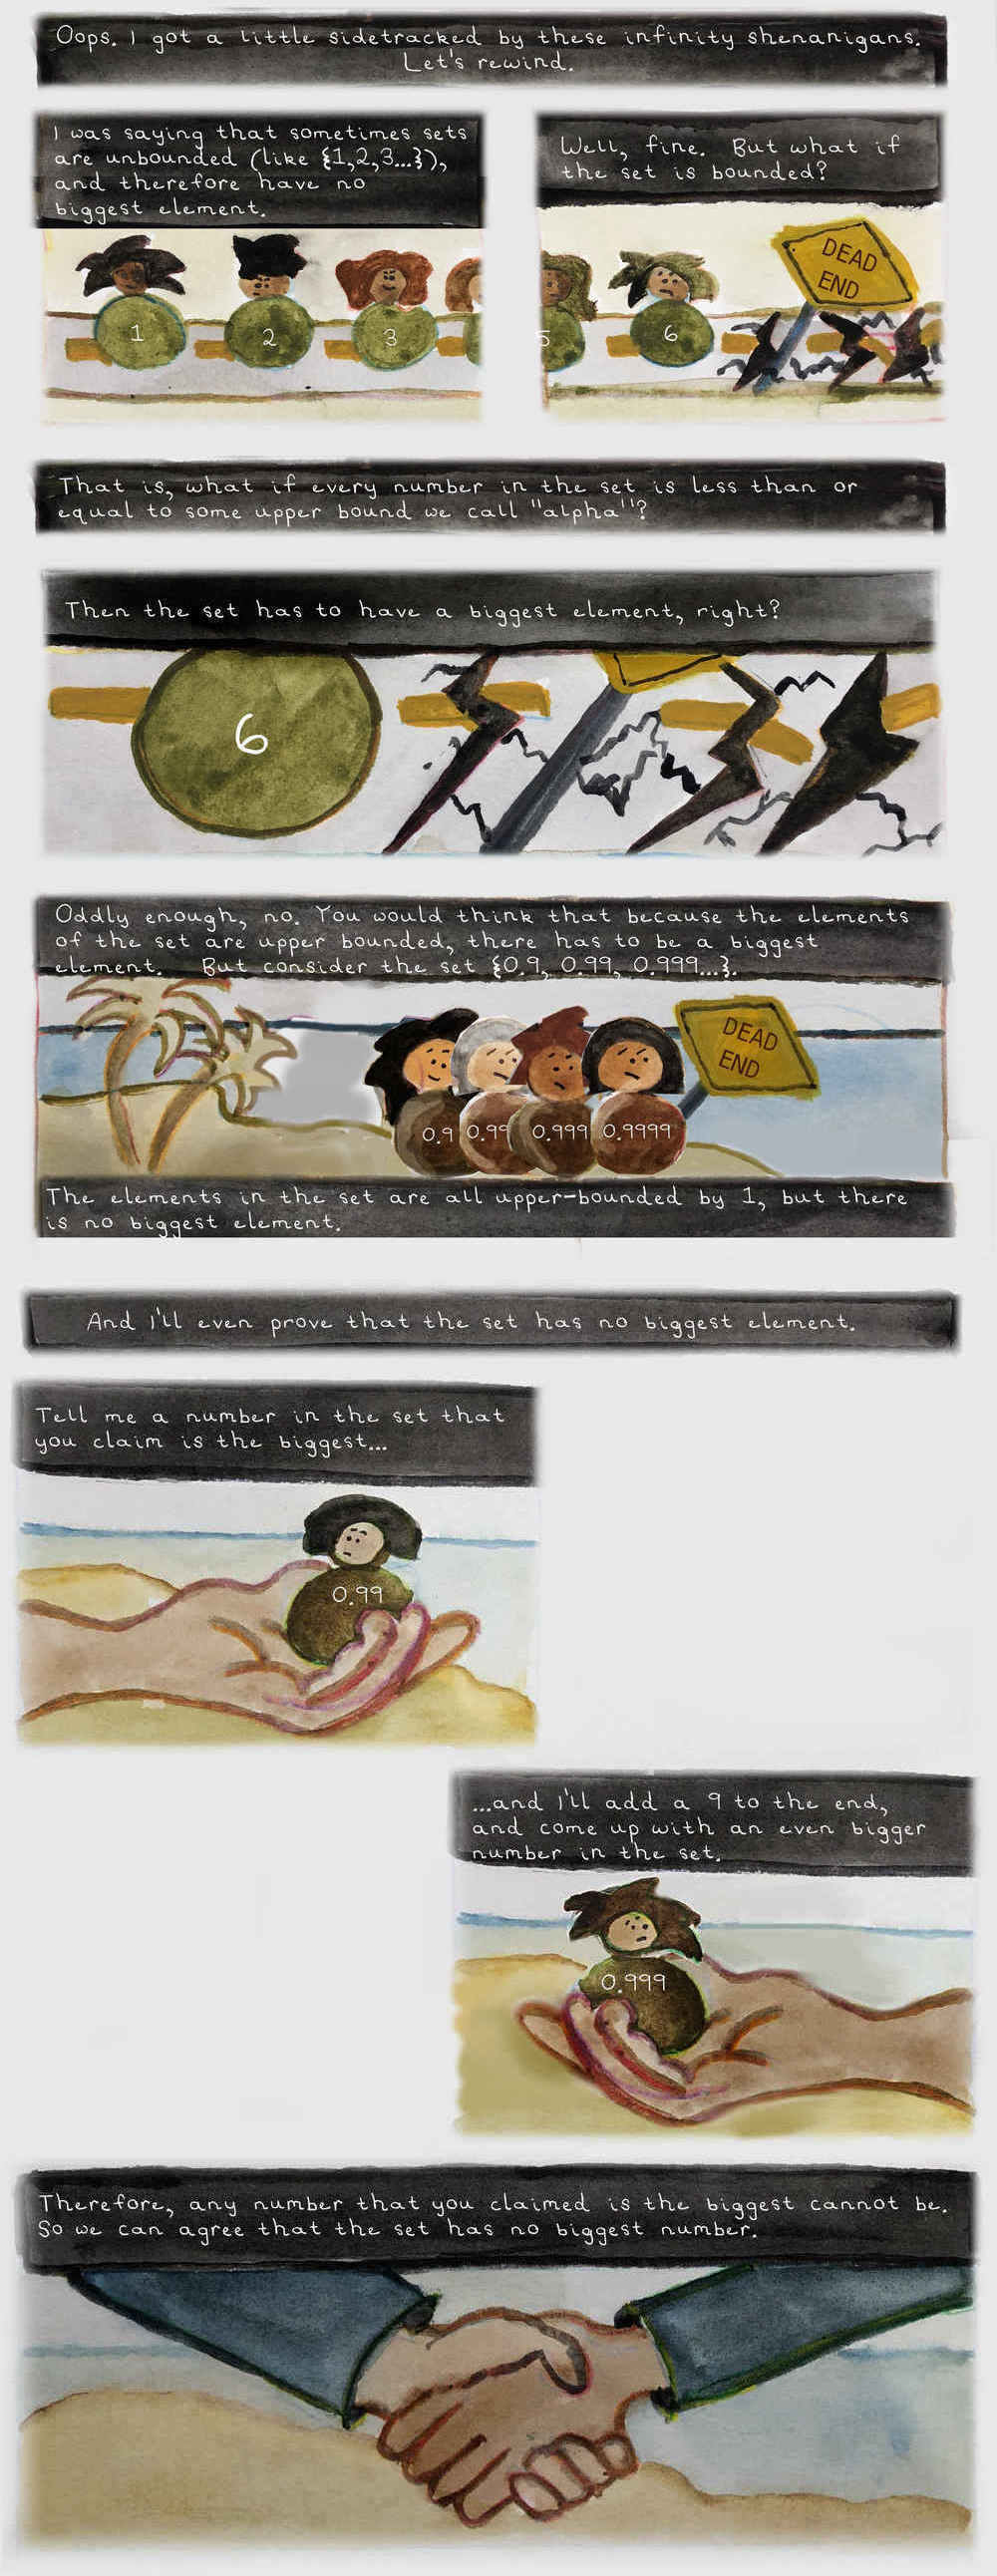 Oops. I got a little sidetracked by these infinity shenanigans.
Let's rewind.
I was saying that sometimes sets
are unbounded (like {1,2,3...}),
and therefore have no
biggest element.
1
2
3
Well, fine. But what if
the set is bounded?
DEAD
END
5
6
That is, what if every number in the set is less than or
equal to some upper bound we call "alpha"?
Then the set has to have a biggest element, right?
6
Oddly enough, no. You would think that because the elements
of the set are upper bounded, there has to be a biggest
element. But consider the set {0.9, 0.99, 0.999...}.
DEAD
END
0.9 0.99 0.999 0.9999
The elements in the set are all upper-bounded by 1, but there
is no biggest element.
And I'll even prove that the set has no biggest element.
Tell me a number in the set that
you claim is the biggest...
0.99
...and I'll add a 9 to the end,
and come up with an even bigger
number in the set.
0.999
Therefore, any number that you claimed is the biggest cannot be.
So we can agree that the set has no biggest number.